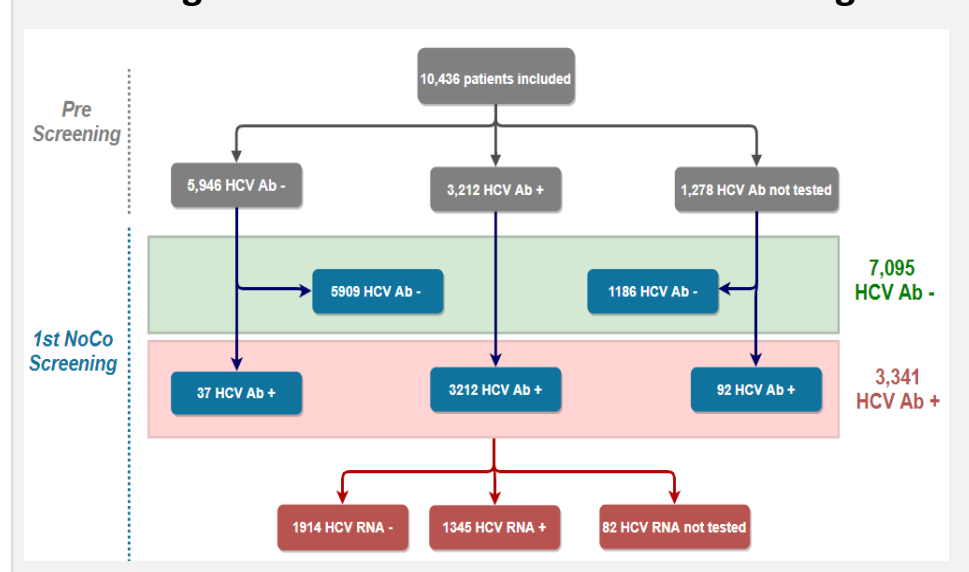 10,436 patients included
Pre
Screening
5,946 HCV Ab -
3,212 HCV Ab +
1,278 HCV Ab not tested
7,095
HCV Ab -
5909 HCV Ab -
1186 HCV Ab -
1st NoCo
Screening
3,341
HCV Ab +
37 HCV Ab +
3212 HCV Ab +
92 HCV Ab +
1914 HCV RNA -
1345 HCV RNA +
82 HCV RNA not tested